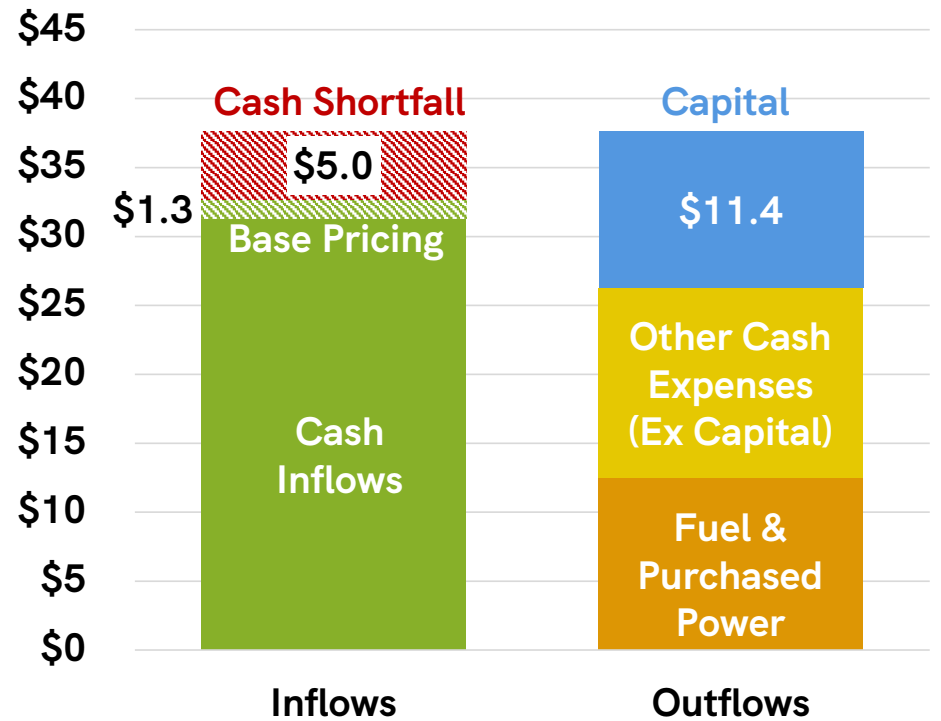 $45
$40
$35
$30
$25
$20
$15
$10
$5
$0
Cash Shortfall
$5.0
$1.3
Base Pricing
Cash
Inflows
Capital
$11.4
Other Cash
Expenses
(Ex Capital)
Fuel &
Purchased
Power
Inflows
Outflows